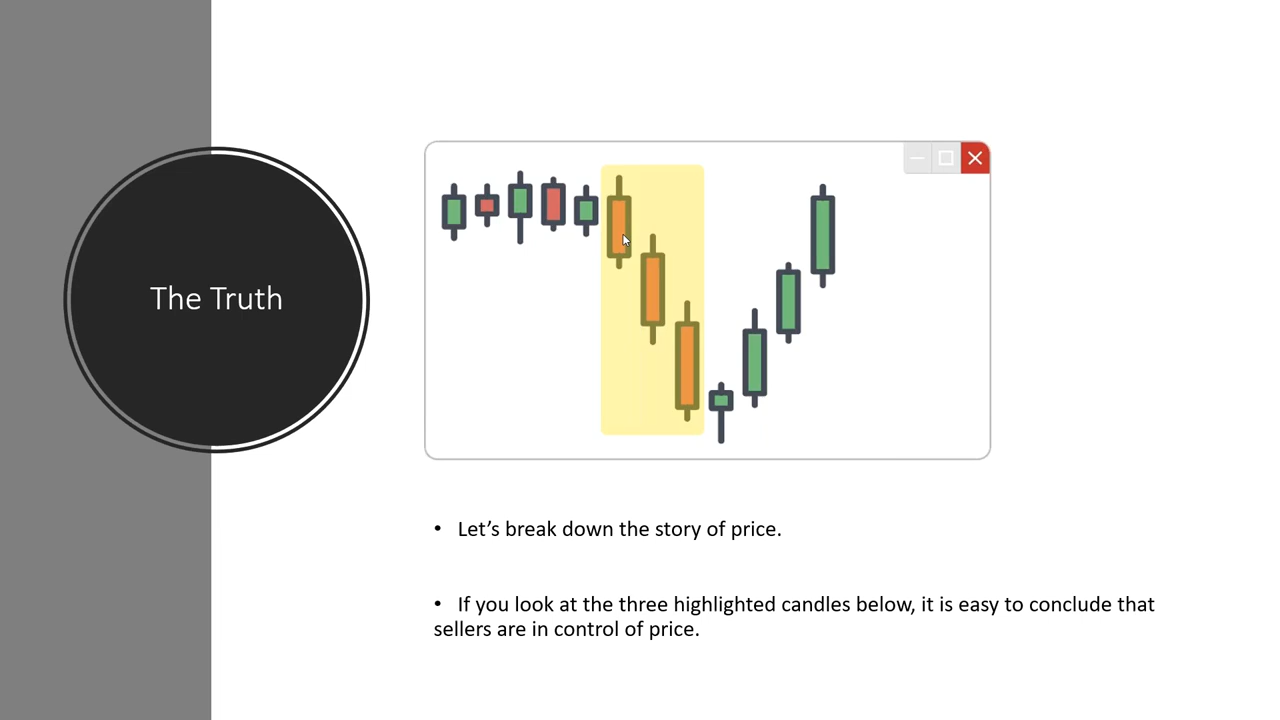 The Truth
• Let’s break down the story of price.
• If you look at the three highlighted candles below, it is easy to conclude that
sellers are in control of price.